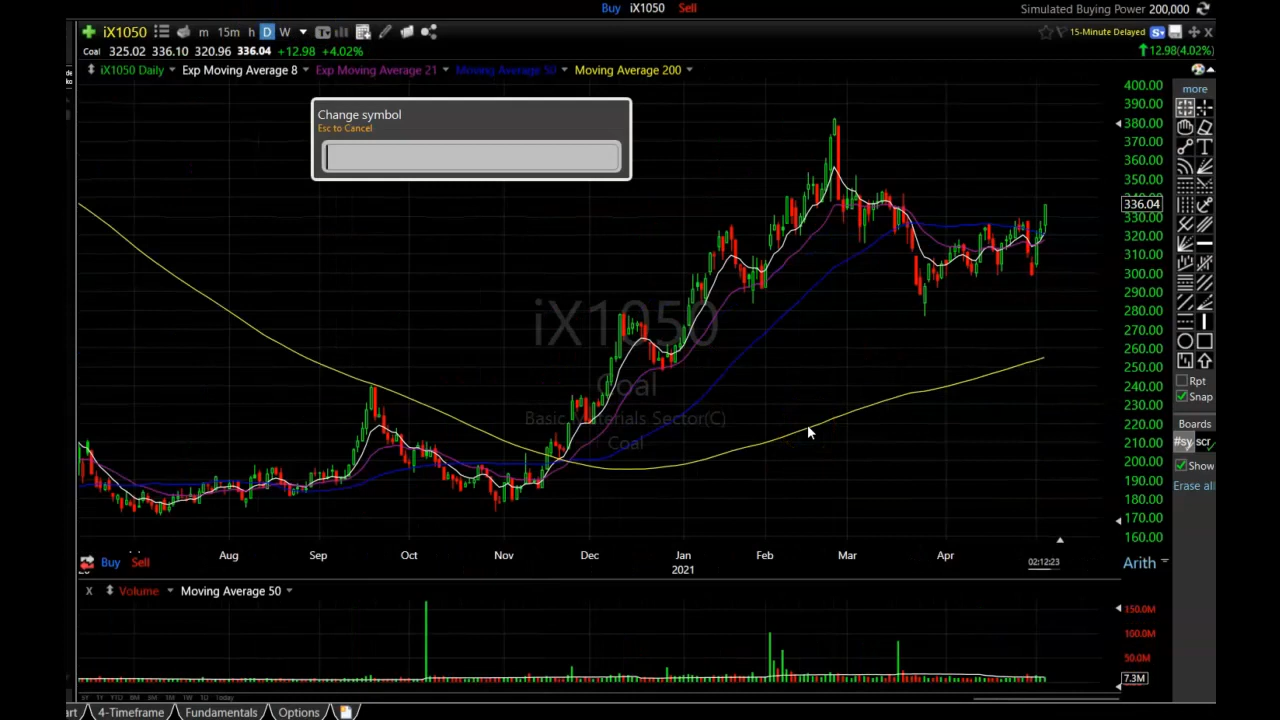 Buy iX1050 Sell
Simulated Buying Power 200,000
iX1050 m 15m h D W
15-Minute Delayed
Coal 325.02 336.10 320.96 336.04 +12.98 +4.02%
12.98(4.02%)
iX1050 Daily Exp Moving Average 8 Exp Moving Average 21 Moving Average 50 Moving Average 200
more
Change symbol
Esc to Cancel
400.00
390.00
380.00
370.00
360.00
350.00
336.04
330.00
320.00
310.00
300.00
290.00
280.00
270.00
260.00
250.00
240.00
230.00
220.00
210.00
200.00
190.00
180.00
170.00
160.00
iX1050
Coal
Basic Materials Sector(C)
Coal
Rpt
Snap
Boards
#sy scr
Show
Erase all
Aug Sep Oct Nov Dec Jan Feb Mar Apr
2021
02:12:23
Buy Sell
Arith
X Volume Moving Average 50
150.0M
100.0M
50.0M
7.3M
Today
art 4-Timeframe Fundamentals Options